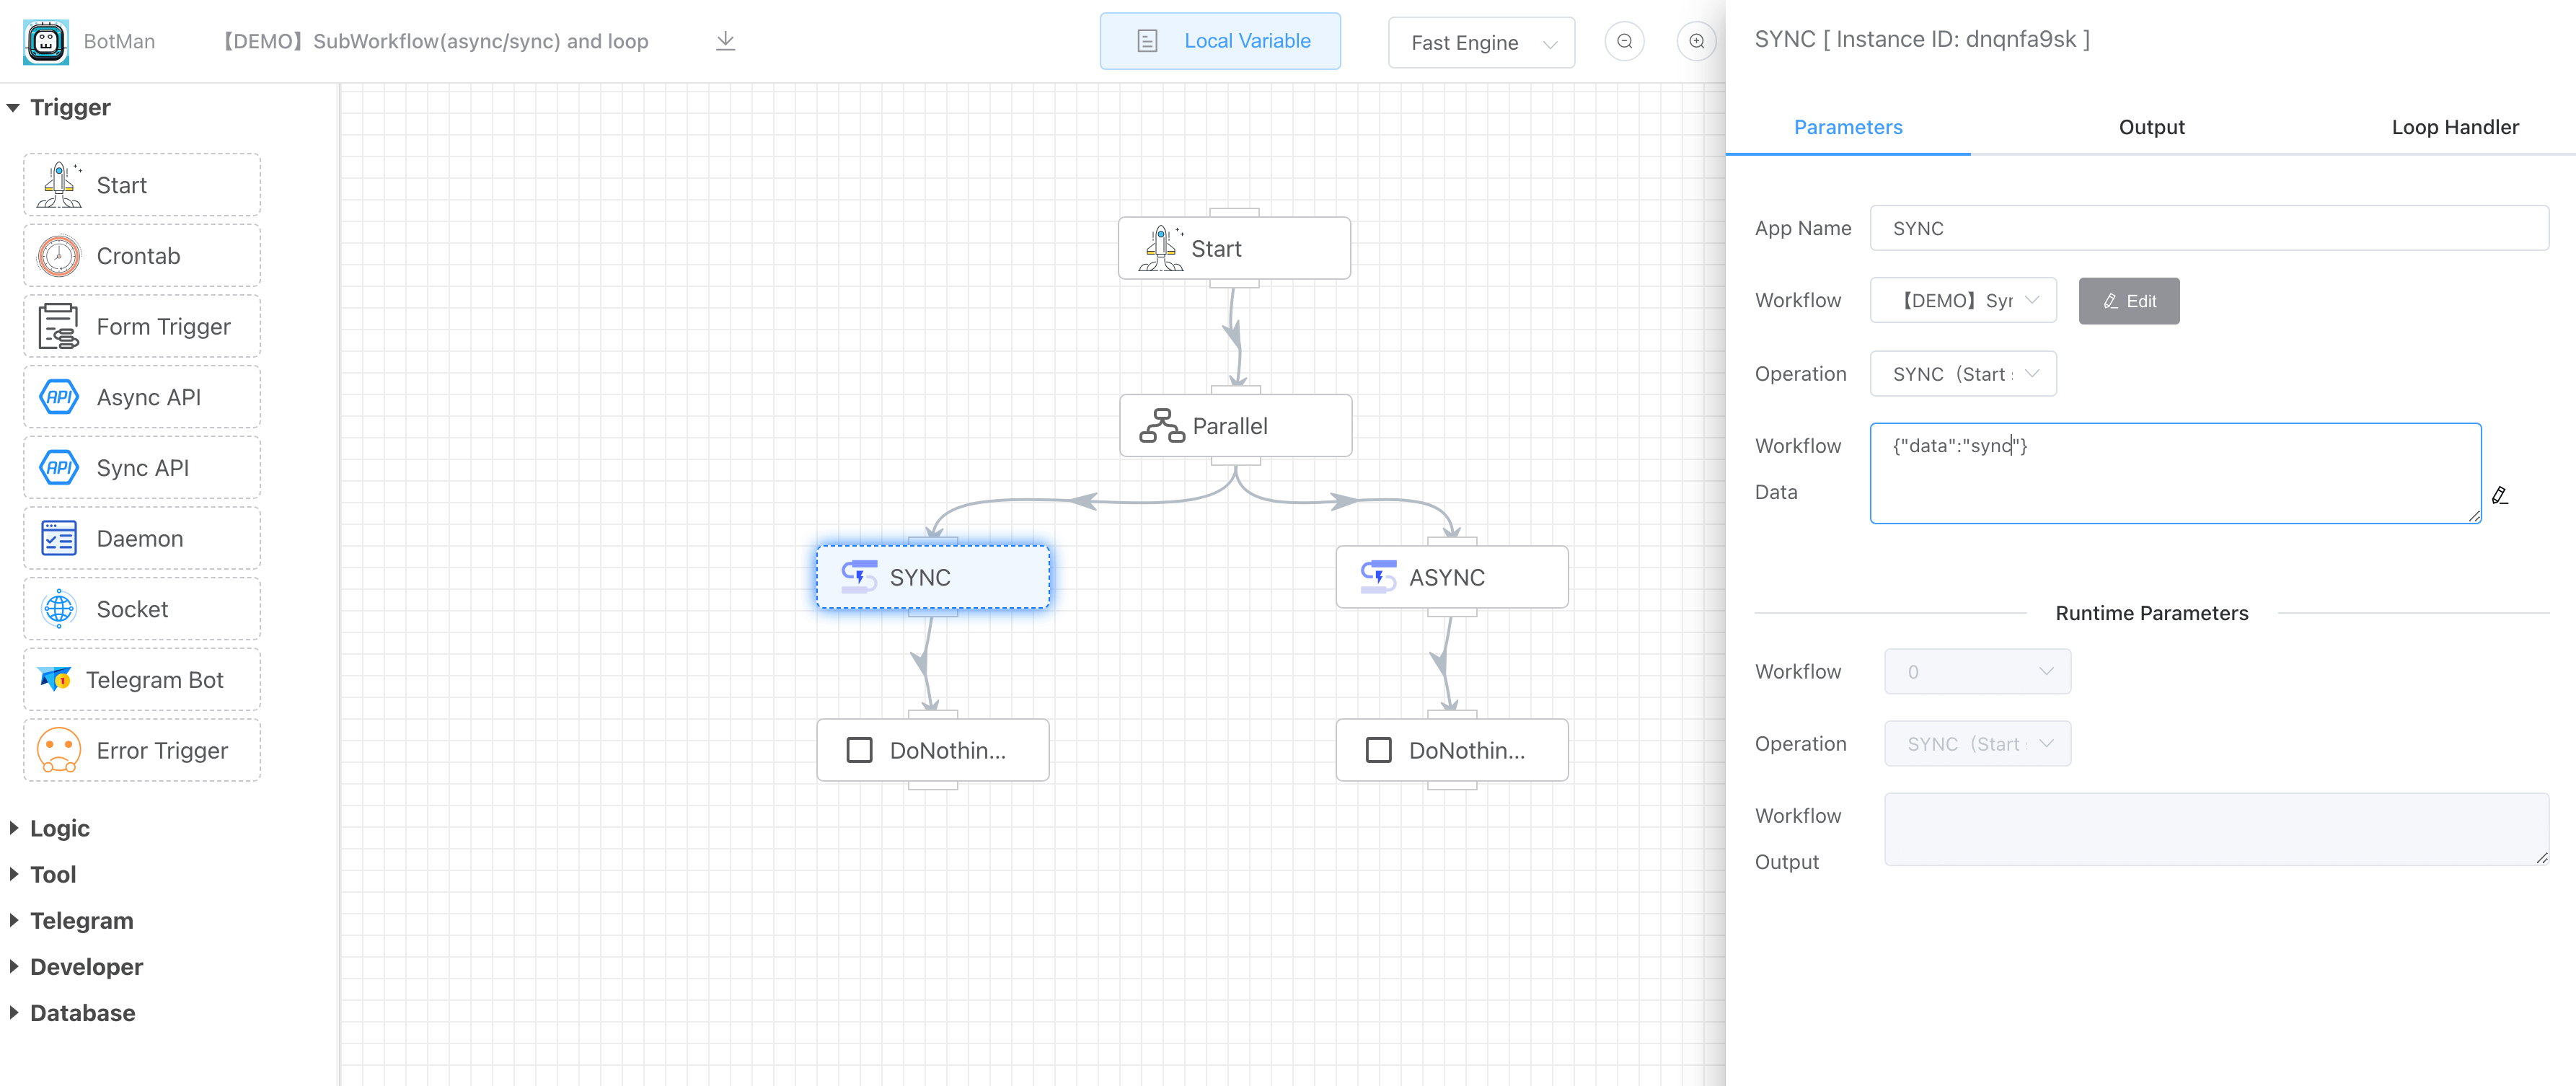 BotMan
【DEMO】SubWorkflow(async/sync) and loop
Local Variable
Fast Engine
Trigger
Start
Crontab
Form Trigger
API
Async API
API
Sync API
Daemon
Socket
1
Telegram Bot
Error Trigger
Logic
Tool
Telegram
Developer
Database
Start
Parallel
SYNC
ASYNC
DoNothin...
DoNothin...
SYNC [ Instance ID: dnqnfa9sk ]
Parameters
Output
Loop Handler
App Name
SYNC
Workflow
【DEMO】Syr
Edit
Operation
SYNC（Start :
Workflow
Data
{"data":"sync"}
Runtime Parameters
Workflow
0
Operation
SYNC（Start
Workflow
Output